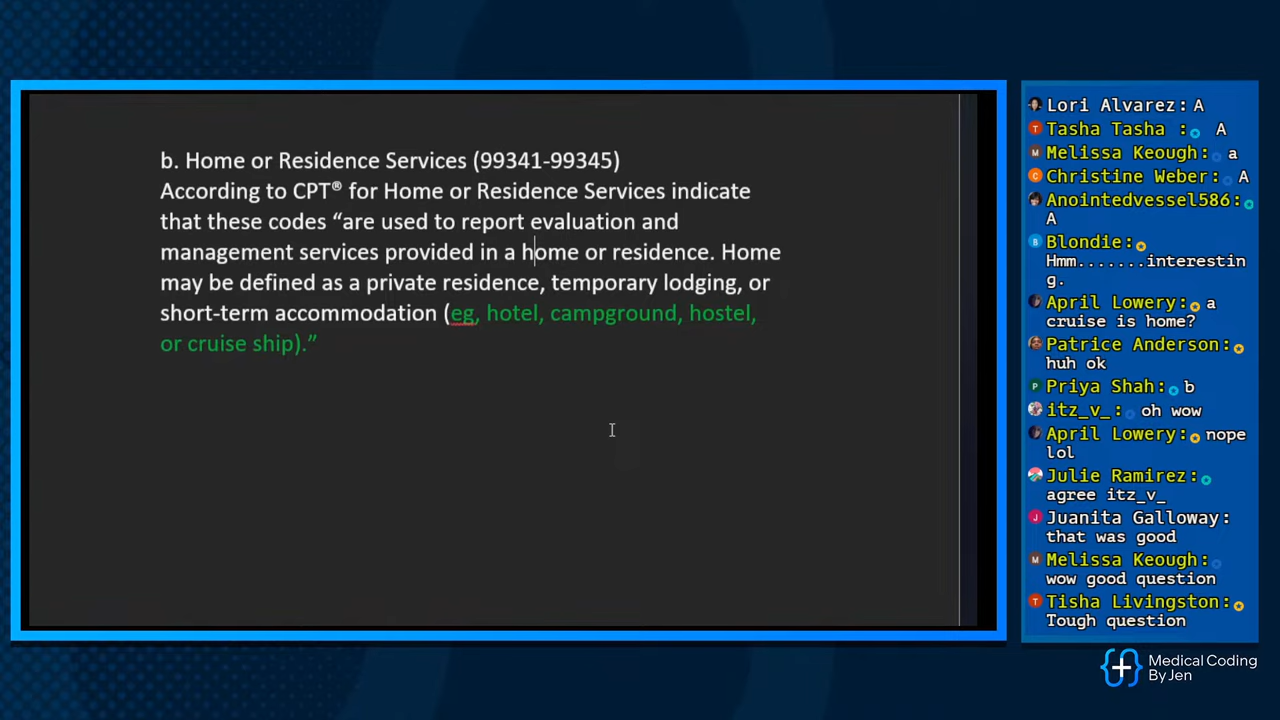 b. Home or Residence Services (99341-99345)
According to CPT® for Home or Residence Services indicate
that these codes “are used to report evaluation and
management services provided in a home or residence. Home
may be defined as a private residence, temporary lodging, or
short-term accommodation (eg, hotel, campground, hostel,
or cruise ship).”
Lori Alvarez: A
Tasha Tasha : A
Melissa Keough: a
Christine Weber: A
Anointedvessel586:
A
Blondie:
Hmm.......interestin
g.
April Lowery: a
cruise is home?
Patrice Anderson:
huh ok
Priya Shah: b
itz_v_: oh wow
April Lowery: nope
lol
Julie Ramirez:
agree itz_v_
Juanita Galloway:
that was good
Melissa Keough:
wow good question
Tisha Livingston:
Tough question
Medical Coding
By Jen